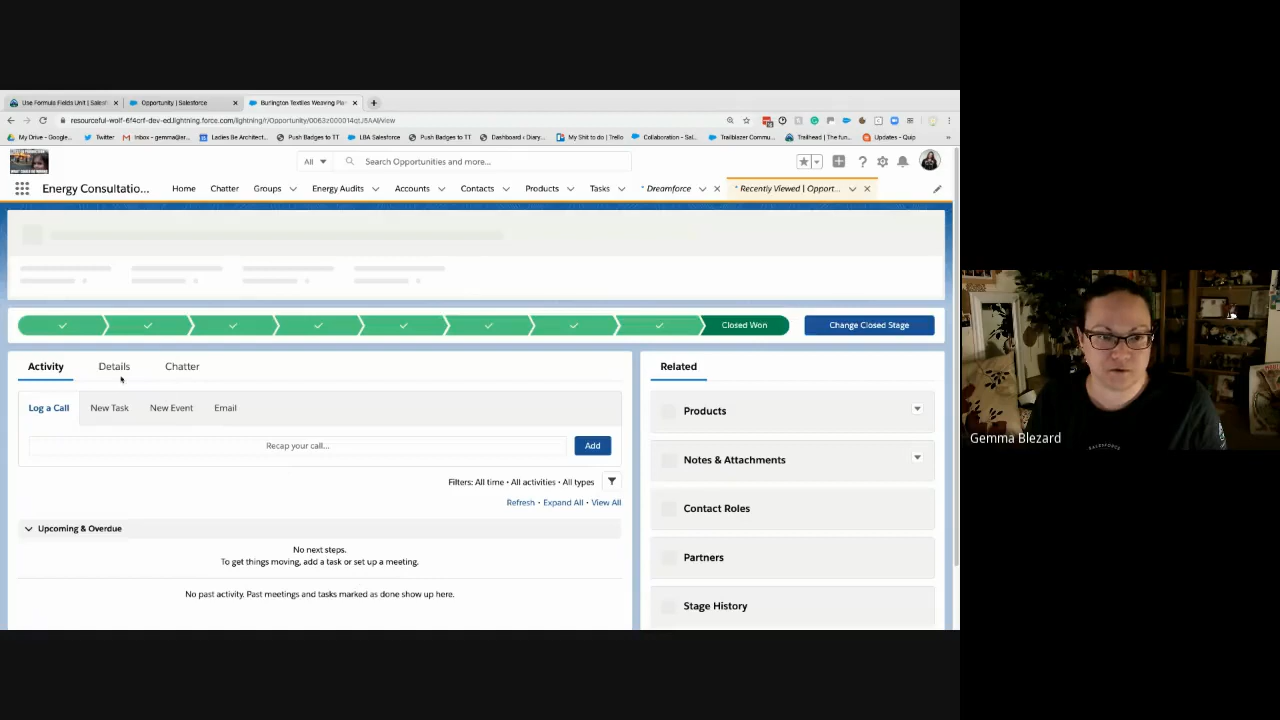 Use Formula Fields Unit | Salesf
Opportunity | Salesforce
Burlington Textiles Weaving Pla
resourceful-wolf-6f4crf-dev-ed.lightning.force.com/lightning/r/Opportunity/
My Drive - Google...
Twitter
Inbox - gemma@ar...
Ladies Be Architect...
Push Badges to TT
LBA Salesforce
Push Badges to TT
Dashboard ‹ Diary...
My Shit to do | Trello
Collaboration - Sal...
Trailblazer Commu...
Trailhead | The fun...
Updates - Quip
All
Search Opportunities and more...
Energy Consultatio...
Home
Chatter
Groups
Energy Audits
Accounts
Contacts
Products
Tasks
* Dreamforce
* Recently Viewed | Opport...
Closed Won
Change Closed Stage
Activity
Details
Chatter
Related
Log a Call
New Task
New Event
Email
Products
Recap your call...
Add
Notes & Attachments
Filters: All time • All activities • All types
Refresh • Expand All • View All
Contact Roles
Upcoming & Overdue
No next steps.
To get things moving, add a task or set up a meeting.
Partners
No past activity. Past meetings and tasks marked as done show up here.
Stage History
Gemma Blezard